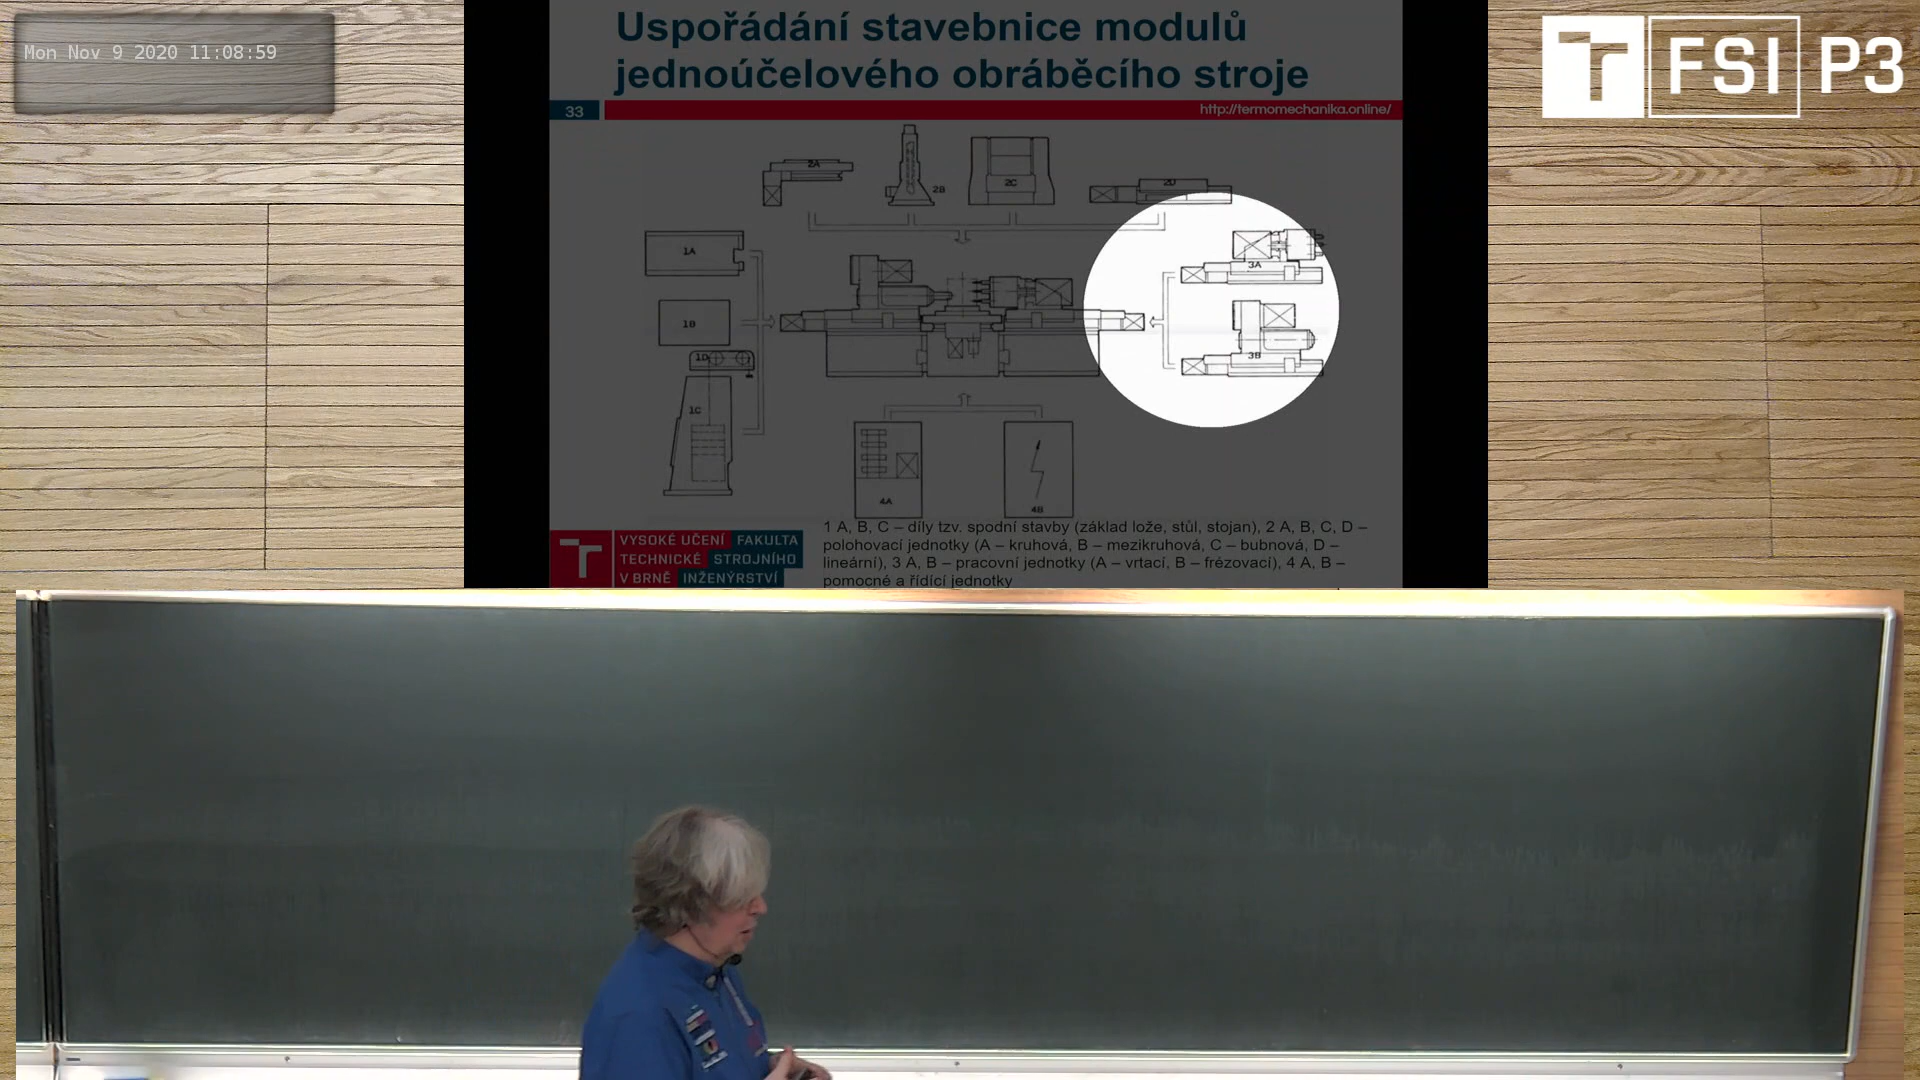 Mon Nov 9 2020 11:08:59
Uspořádání stavebnice modulů
jednoúčelového obráběcího stroje
33
http://termomechanika.online/
FSI P3
2A
2B
2C
2D
1A
3A
1B
1D
3B
1C
4A
4B
1 A, B, C – díly tzv. spodní stavby (základ lože, stůl, stojan), 2 A, B, C, D –
polohovací jednotky (A – kruhová, B – mezikruhová, C – bubnová, D –
lineární), 3 A, B – pracovní jednotky (A – vrtací, B – frézovací), 4 A, B –
pomocné a řídící jednotky
VYSOKÉ UČENÍ FAKULTA
TECHNICKÉ STROJNÍHO
V BRNĚ INŽENÝRSTVÍ